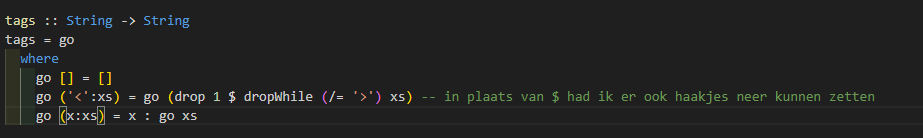 tags :: String -> String
tags = go
where
go [] = []
go ('<':xs) = go (drop 1 $ dropWhile (/= '>') xs) -- in plaats van $ had ik er ook haakjes neer kunnen zetten
go (x:xs) = x : go xs